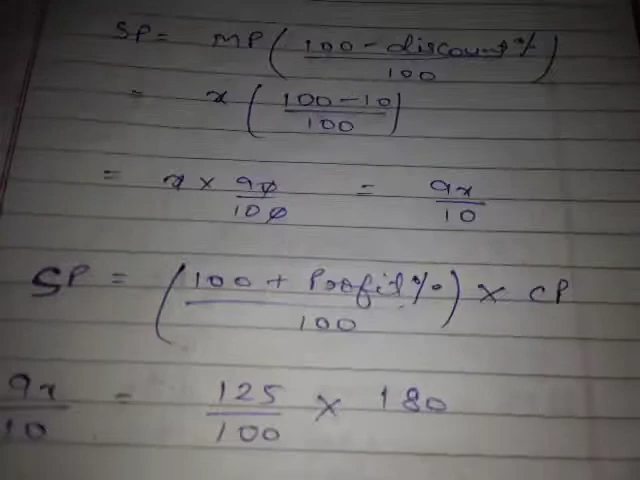 SP = MP ( 100 - discount % / 100 )
= x ( 100 - 10 / 100 )
= x × 90 / 100 = 9x / 10
SP = ( 100 + Profit % / 100 ) × CP
9x / 10 = 125 / 100 × 180